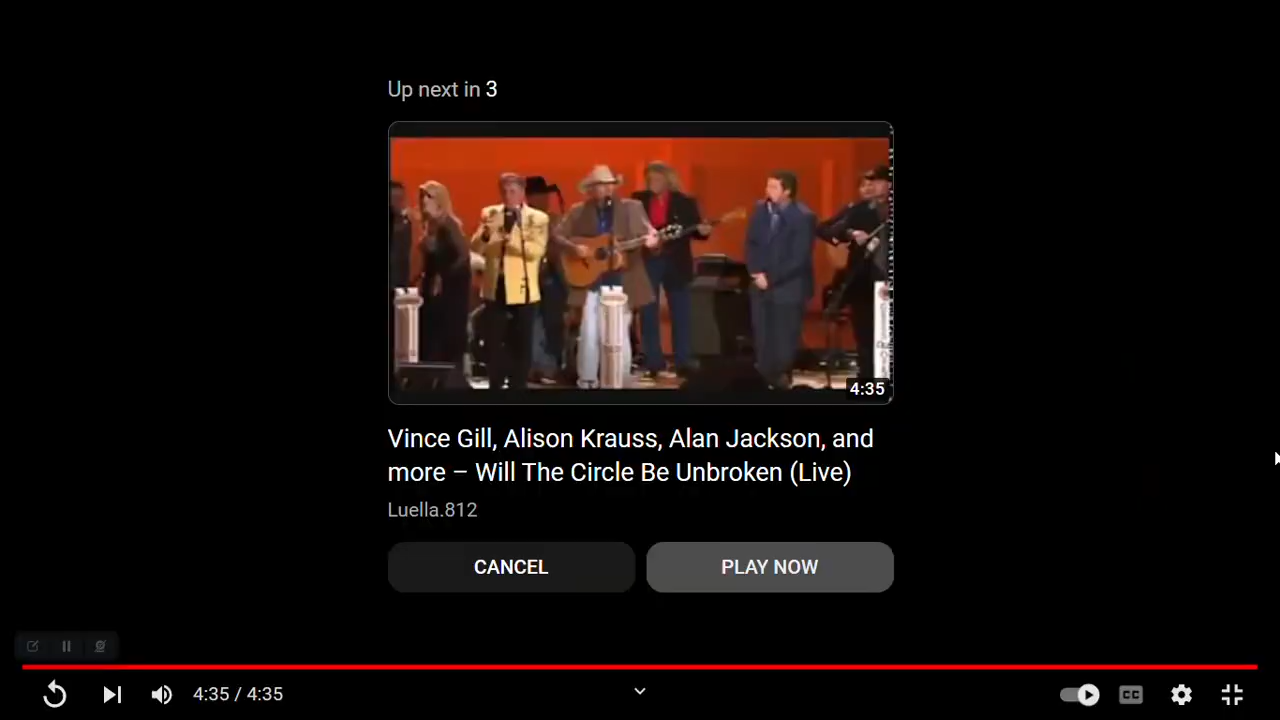 Up next in 3
4:35
Vince Gill, Alison Krauss, Alan Jackson, and
more – Will The Circle Be Unbroken (Live)
Luella.812
CANCEL
PLAY NOW
4:35 / 4:35
CC